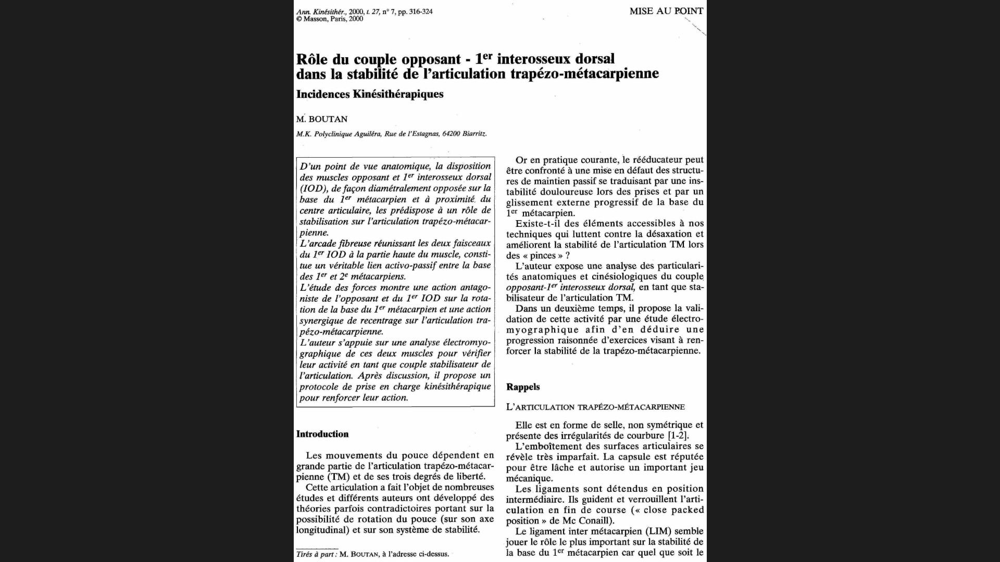 Ann. Kinésithér., 2000, t. 27, n° 7, pp. 316-324
© Masson, Paris, 2000
MISE AU POINT
Rôle du couple opposant - 1er interosseux dorsal
dans la stabilité de l'articulation trapézo-métacarpienne
Incidences Kinésithérapiques
M. BOUTAN
M.K. Polyclinique Aguiléra, Rue de l'Estagnas, 64200 Biarritz.
D'un point de vue anatomique, la disposition
des muscles opposant et 1er interosseux dorsal
(IOD), de façon diamétralement opposée sur la
base du 1er métacarpien et à proximité du
centre articulaire, les prédispose à un rôle de
stabilisation sur l'articulation trapézo-métacar-
pienne.
L'arcade fibreuse réunissant les deux faisceaux
du 1er IOD à la partie haute du muscle, consti-
tue un véritable lien activo-passif entre la base
des 1er et 2e métacarpiens.
L'étude des forces montre une action antago-
niste de l'opposant et du 1er IOD sur la rota-
tion de la base du 1er métacarpien et une action
synergique de recentrage sur l'articulation tra-
pézo-métacarpienne.
L'auteur s'appuie sur une analyse électromyo-
graphique de ces deux muscles pour vérifier
leur activité en tant que couple stabilisateur de
l'articulation. Après discussion, il propose un
protocole de prise en charge kinésithérapique
pour renforcer leur action.
Introduction
Les mouvements du pouce dépendent en
grande partie de l'articulation trapézo-métacar-
pienne (TM) et de ses trois degrés de liberté.
Cette articulation a fait l'objet de nombreuses
études et différents auteurs ont développé des
théories parfois contradictoires portant sur la
possibilité de rotation du pouce (sur son axe
longitudinal) et sur son système de stabilité.
Tirés à part : M. BOUTAN, à l'adresse ci-dessus.
Or en pratique courante, le rééducateur peut
être confronté à une mise en défaut des structu-
res de maintien passif se traduisant par une ins-
tabilité douloureuse lors des prises et par un
glissement externe progressif de la base du
1er métacarpien.
Existe-t-il des éléments accessibles à nos
techniques qui luttent contre la désaxation et
améliorent la stabilité de l'articulation TM lors
des « pinces » ?
L'auteur expose une analyse des particulari-
tés anatomiques et cinésiologiques du couple
opposant-1er interosseux dorsal, en tant que sta-
bilisateur de l'articulation TM.
Dans un deuxième temps, il propose la vali-
dation de cette activité par une étude électro-
myographique afin d'en déduire une
progression raisonnée d'exercices visant à ren-
forcer la stabilité de la trapézo-métacarpienne.
Rappels
L'ARTICULATION TRAPÉZO-MÉTACARPIENNE
Elle est en forme de selle, non symétrique et
présente des irrégularités de courbure [1-2].
L'emboîtement des surfaces articulaires se
révèle très imparfait. La capsule est réputée
pour être lâche et autorise un important jeu
mécanique.
Les ligaments sont détendus en position
intermédiaire. Ils guident et verrouillent l'arti-
culation en fin de course (« close packed
position » de Mc Conaill).
Le ligament inter métacarpien (LIM) semble
jouer le rôle le plus important sur la stabilité de
la base du 1er métacarpien car quel que soit le